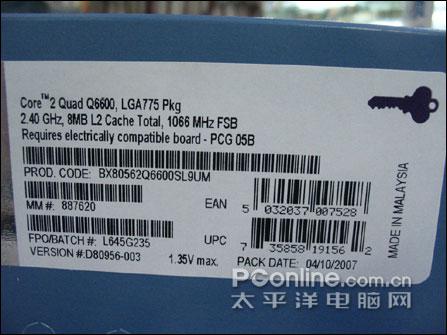 Core™2 Quad Q6600, LGA775 Pkg
2.40 GHz, 8MB L2 Cache Total, 1066 MHz FSB
Requires electrically compatible board - PCG 05B
PROD. CODE: BX80562Q6600SL9UM
MM #: 887620
EAN 5 032037 007528
FPO/BATCH #: L645G235
UPC 7 35858 19156 2
VERSION #:D80956-003 1.35V max. PACK DATE: 04/10/2007
MADE IN MALAYSIA
PConline.com.cn
太平洋电脑网